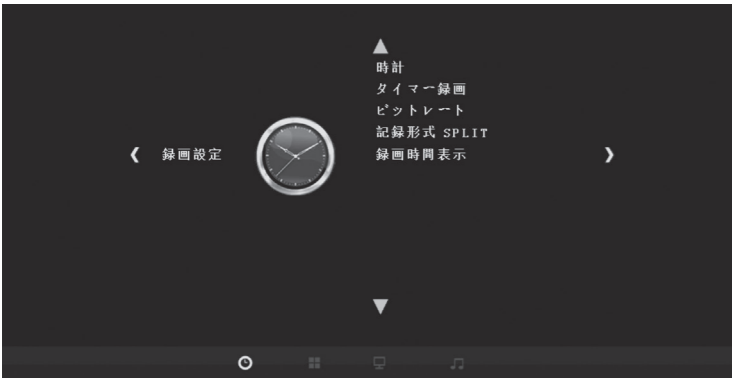 時計
タイマー録画
ビットレート
記録形式 SPLIT
録画設定
録画時間表示